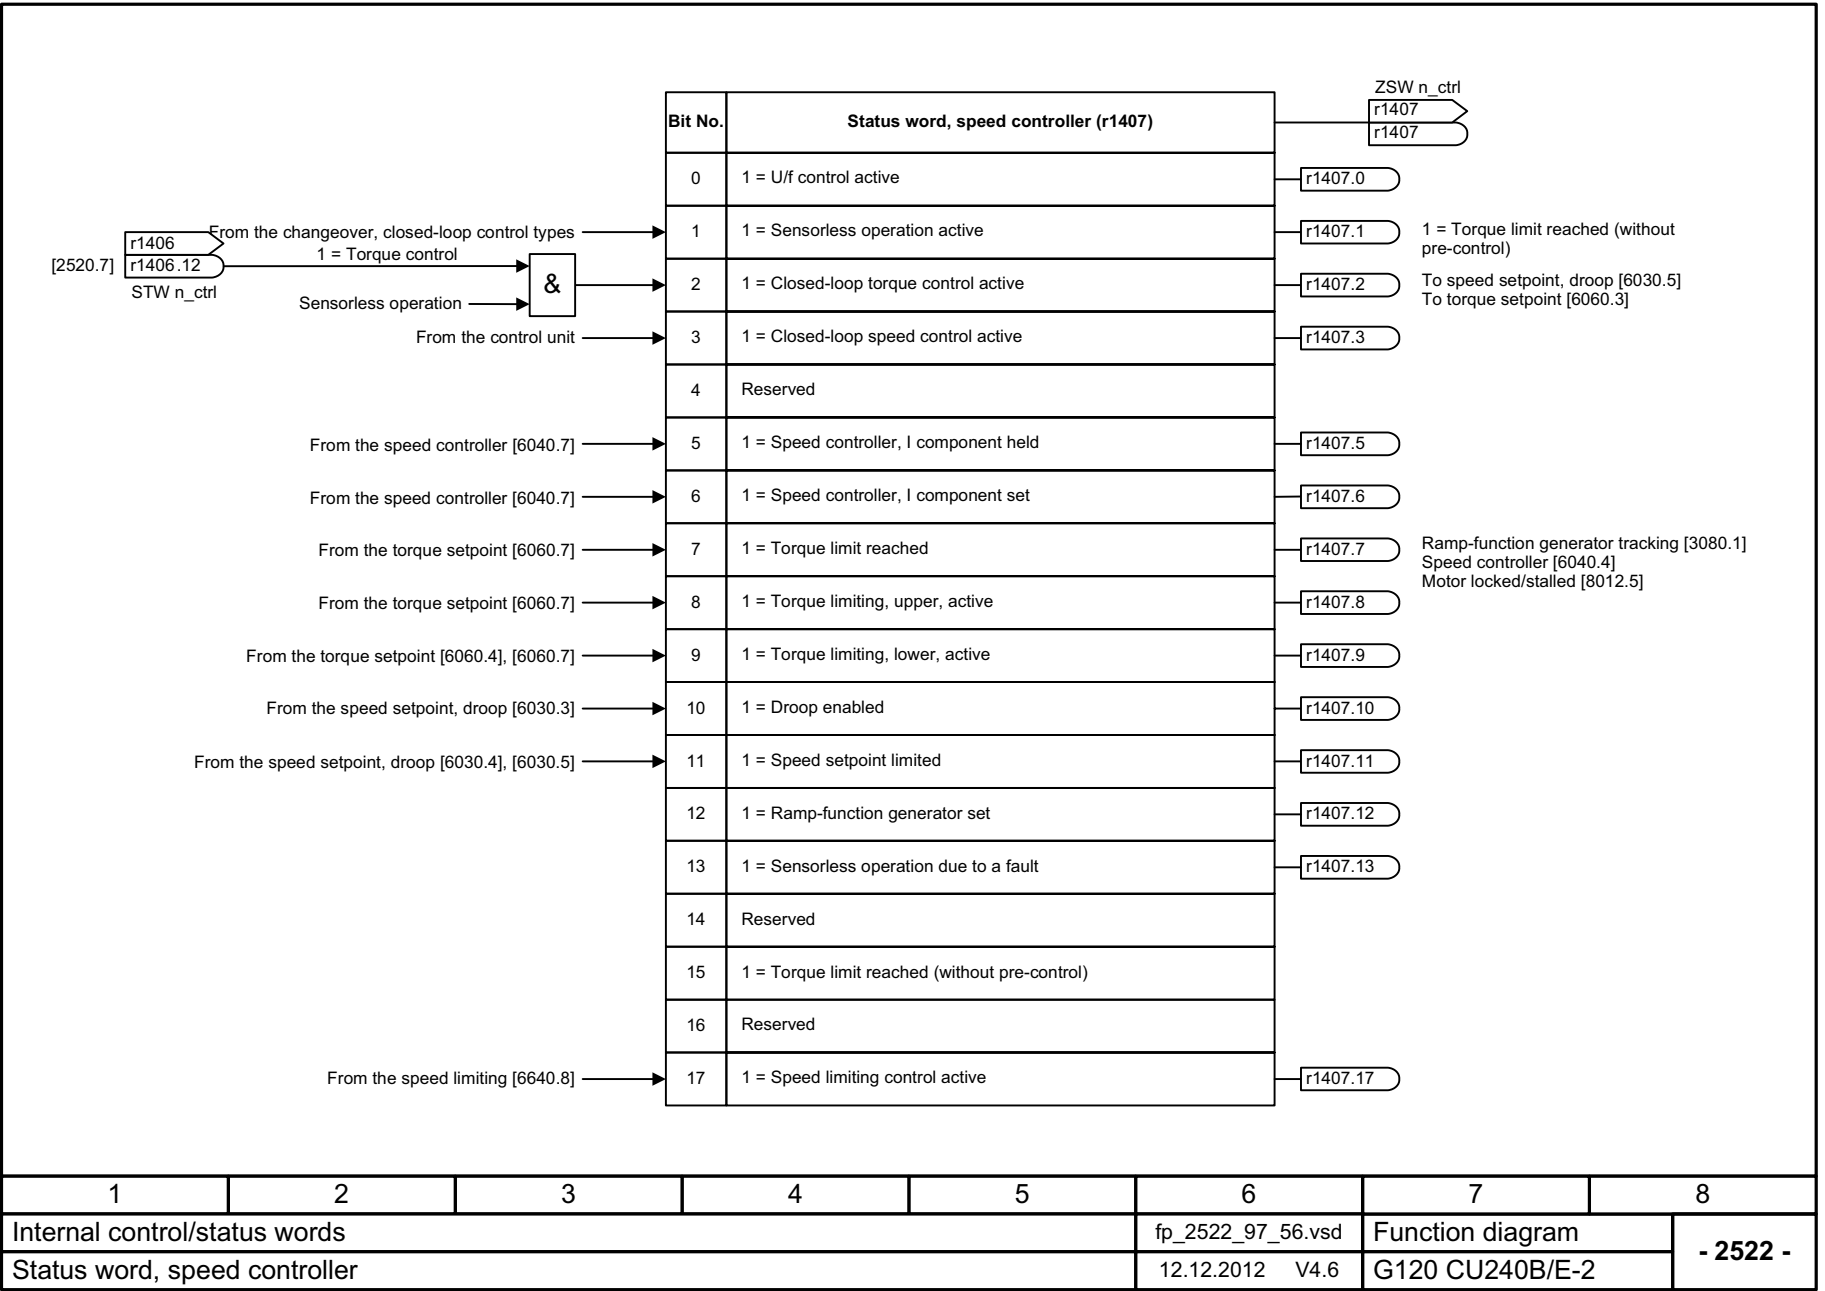 ZSW n_ctrl
r1407
r1407
Bit No. Status word, speed controller (r1407)
0 1 = U/f control active r1407.0
From the changeover, closed-loop control types 1 1 = Sensorless operation active r1407.1 1 = Torque limit reached (without
pre-control)
r1406
1 = Torque control
[2520.7] r1406.12
STW n_ctrl
&
Sensorless operation
2 1 = Closed-loop torque control active r1407.2 To speed setpoint, droop [6030.5]
To torque setpoint [6060.3]
From the control unit 3 1 = Closed-loop speed control active r1407.3
4 Reserved
From the speed controller [6040.7] 5 1 = Speed controller, I component held r1407.5
From the speed controller [6040.7] 6 1 = Speed controller, I component set r1407.6
From the torque setpoint [6060.7] 7 1 = Torque limit reached r1407.7 Ramp-function generator tracking [3080.1]
Speed controller [6040.4]
Motor locked/stalled [8012.5]
From the torque setpoint [6060.7] 8 1 = Torque limiting, upper, active r1407.8
From the torque setpoint [6060.4], [6060.7] 9 1 = Torque limiting, lower, active r1407.9
From the speed setpoint, droop [6030.3] 10 1 = Droop enabled r1407.10
From the speed setpoint, droop [6030.4], [6030.5] 11 1 = Speed setpoint limited r1407.11
12 1 = Ramp-function generator set r1407.12
13 1 = Sensorless operation due to a fault r1407.13
14 Reserved
15 1 = Torque limit reached (without pre-control)
16 Reserved
From the speed limiting [6640.8] 17 1 = Speed limiting control active r1407.17
1 2 3 4 5 6 7 8
Internal control/status words fp_2522_97_56.vsd Function diagram
- 2522 -
Status word, speed controller 12.12.2012 V4.6 G120 CU240B/E-2